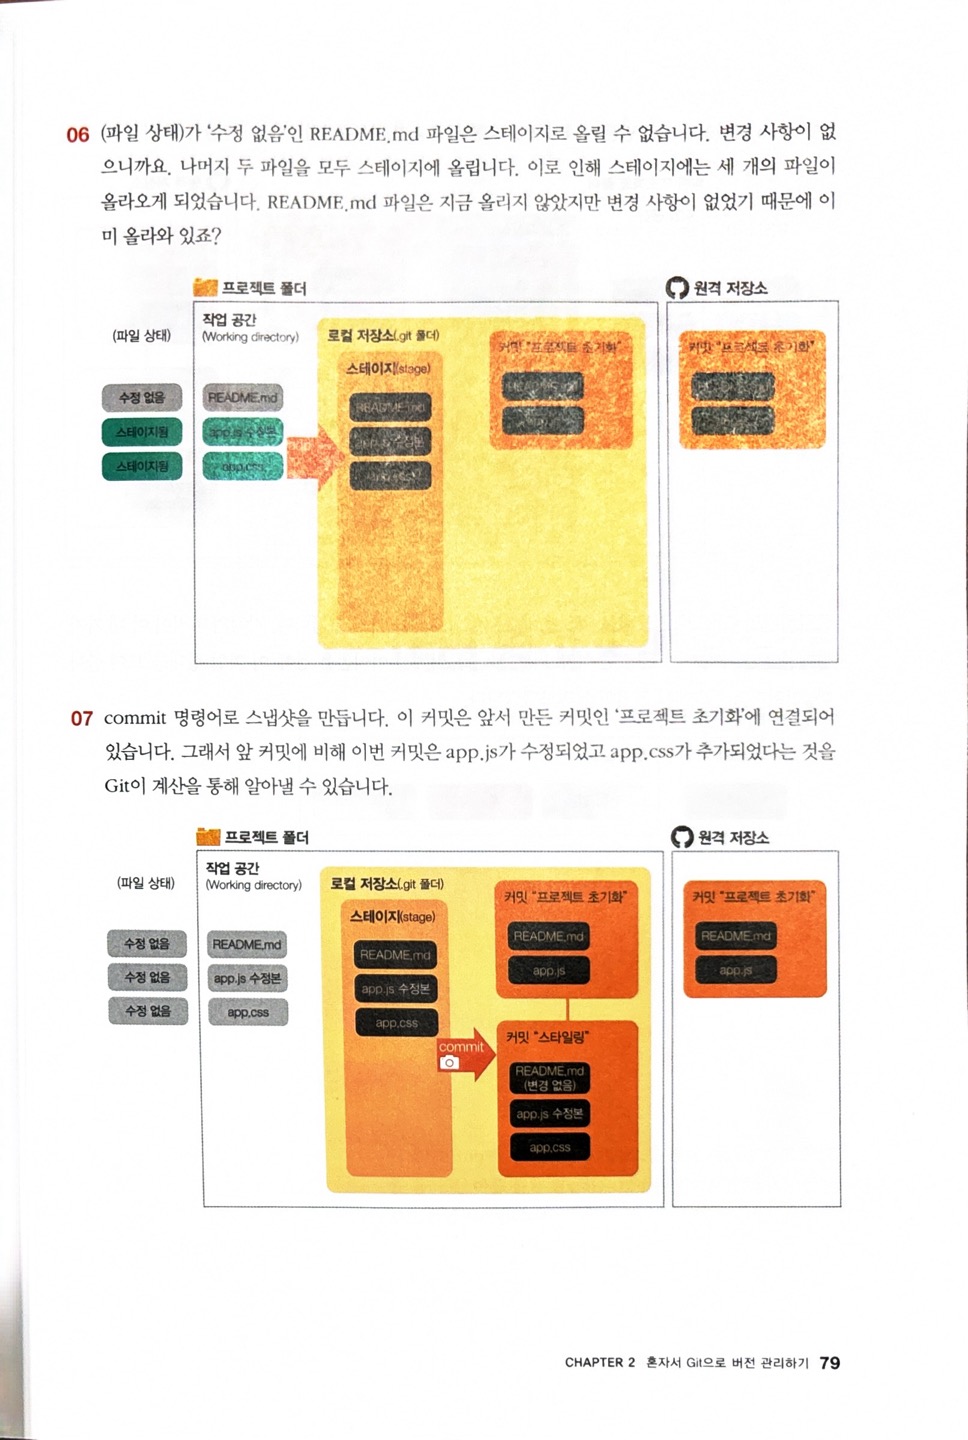 06 (파일 상태)가 '수정 없음'인 README.md 파일은 스테이지로 올릴 수 없습니다. 변경 사항이 없
으니까요. 나머지 두 파일을 모두 스테이지에 올립니다. 이로 인해 스테이지에는 세 개의 파일이
올라오게 되었습니다. README.md 파일은 지금 올리지 않았지만 변경 사항이 없었기 때문에 이
미 올라와 있죠?
프로젝트 폴더
원격 저장소
(파일 상태)
작업 공간
(Working directory)
로컬 저장소(.git 폴더)
스테이지(stage)
커밋 "프로젝트 초기화"
커밋 "프로젝트 초기화"
수정 없음
README.md
README.md
README.md
README.md
스테이지됨
app.js 수정본
app.js 수정본
스테이지됨
app.css
07 commit 명령어로 스냅샷을 만듭니다. 이 커밋은 앞서 만든 커밋인 '프로젝트 초기화'에 연결되어
있습니다. 그래서 앞 커밋에 비해 이번 커밋은 app.js가 수정되었고 app.css가 추가되었다는 것을
Git이 계산을 통해 알아낼 수 있습니다.
프로젝트 폴더
원격 저장소
(파일 상태)
작업 공간
(Working directory)
로컬 저장소(.git 폴더)
스테이지(stage)
커밋 "프로젝트 초기화"
커밋 "프로젝트 초기화"
수정 없음
README.md
README.md
README.md
README.md
수정 없음
app.js 수정본
app.js 수정본
app.js
app.js
수정 없음
app.css
app.css
commit
커밋 "스타일링"
README.md
(변경 없음)
app.js 수정본
app.css
CHAPTER 2 혼자서 Git으로 버전 관리하기 79